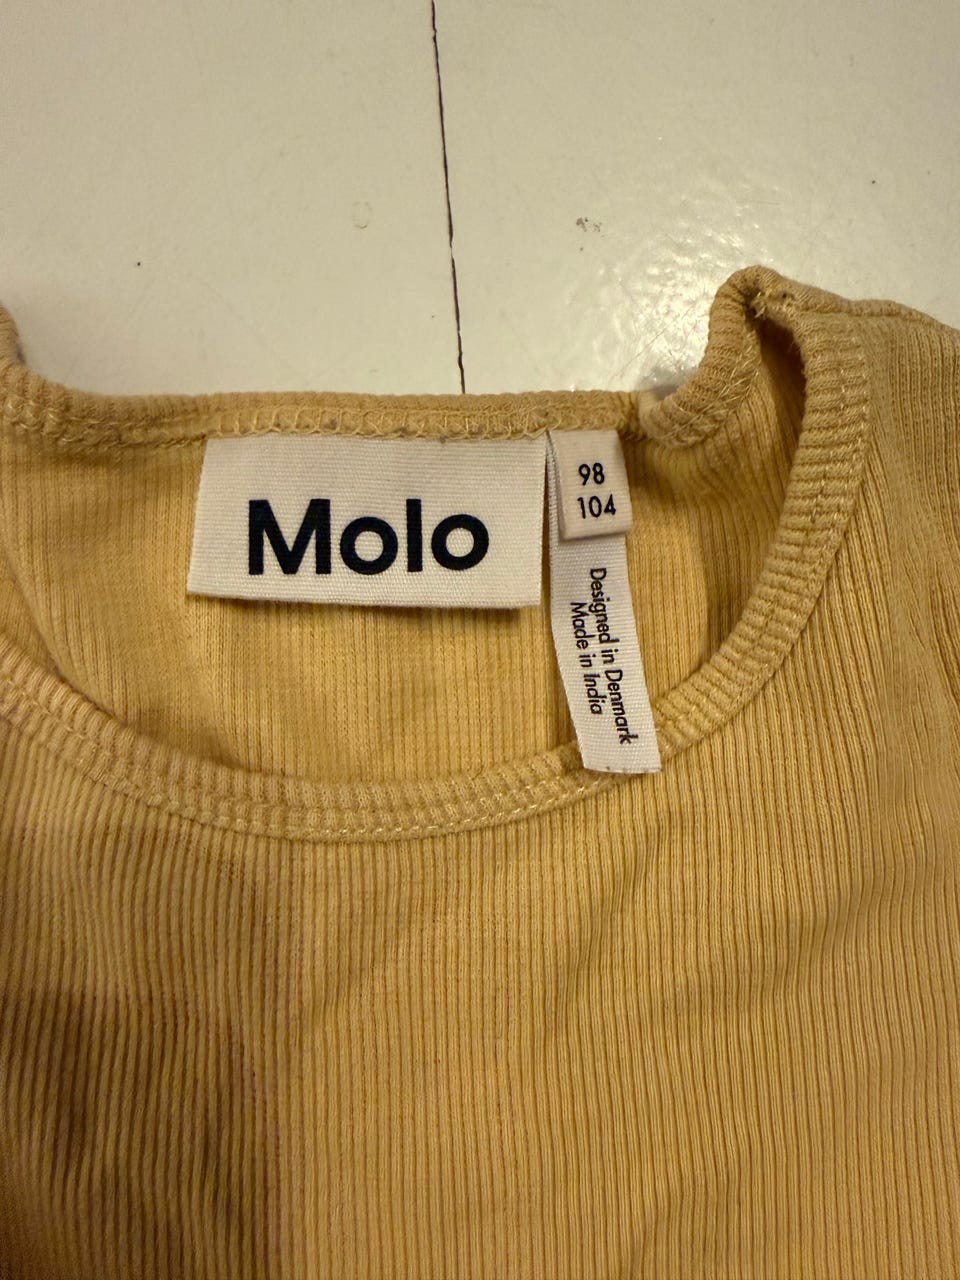 Molo
98
104
Designed in Denmark
Made in India